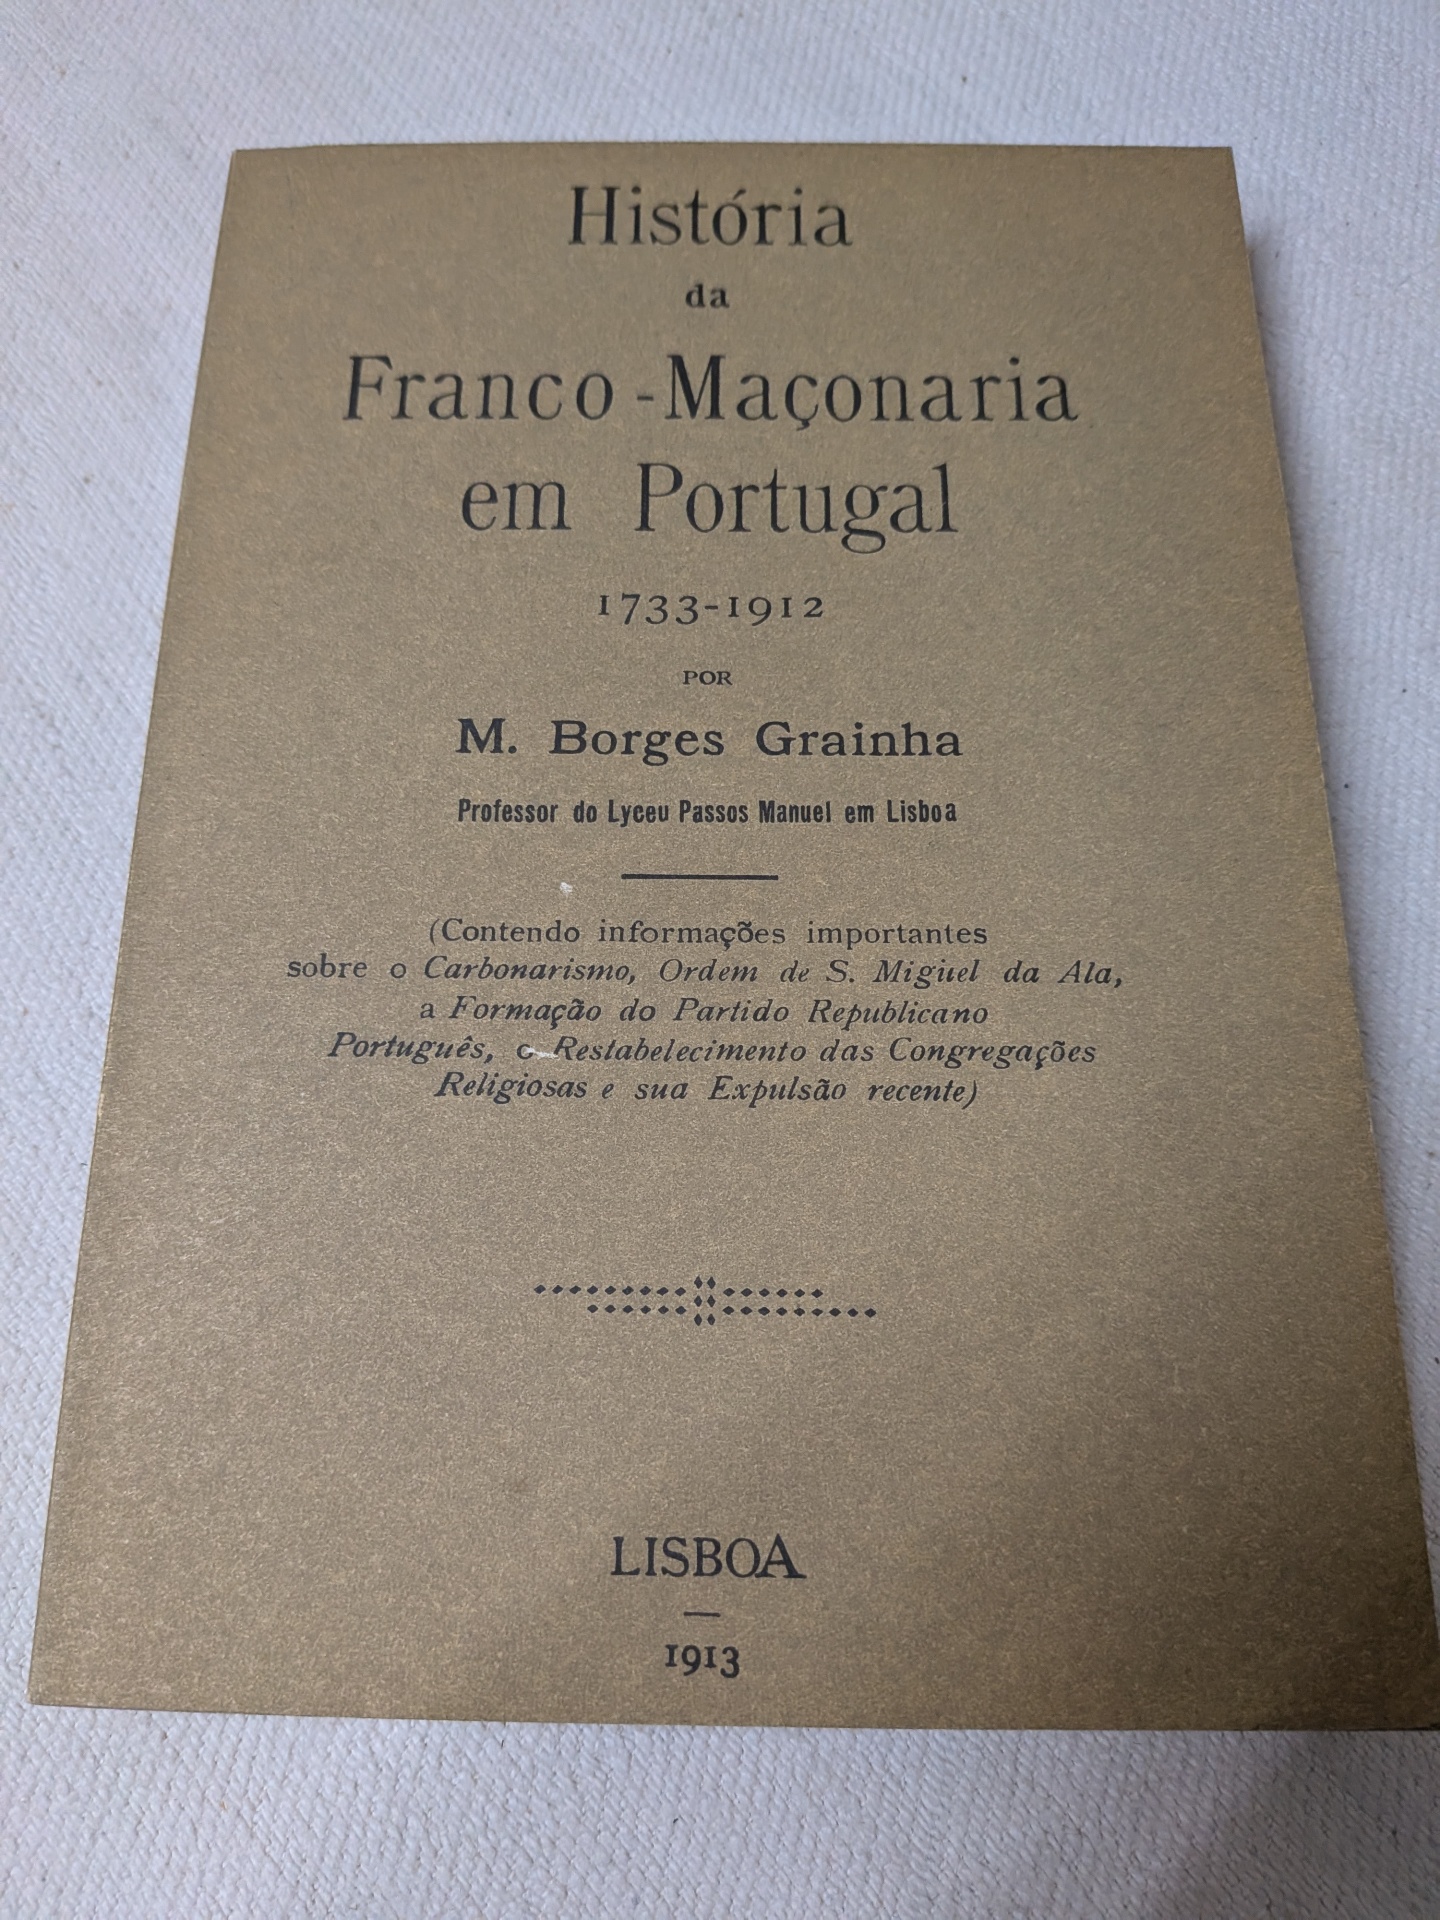 História
da
Franco-Maçonaria
em Portugal
1733-1912
POR
M. Borges Grainha
Professor do Lyceu Passos Manuel em Lisboa
(Contendo informações importantes
sobre o Carbonarismo, Ordem de S. Miguel da Ala,
a Formação do Partido Republicano
Português, o Restabelecimento das Congregações
Religiosas e sua Expulsão recente)
LISBOA
1913